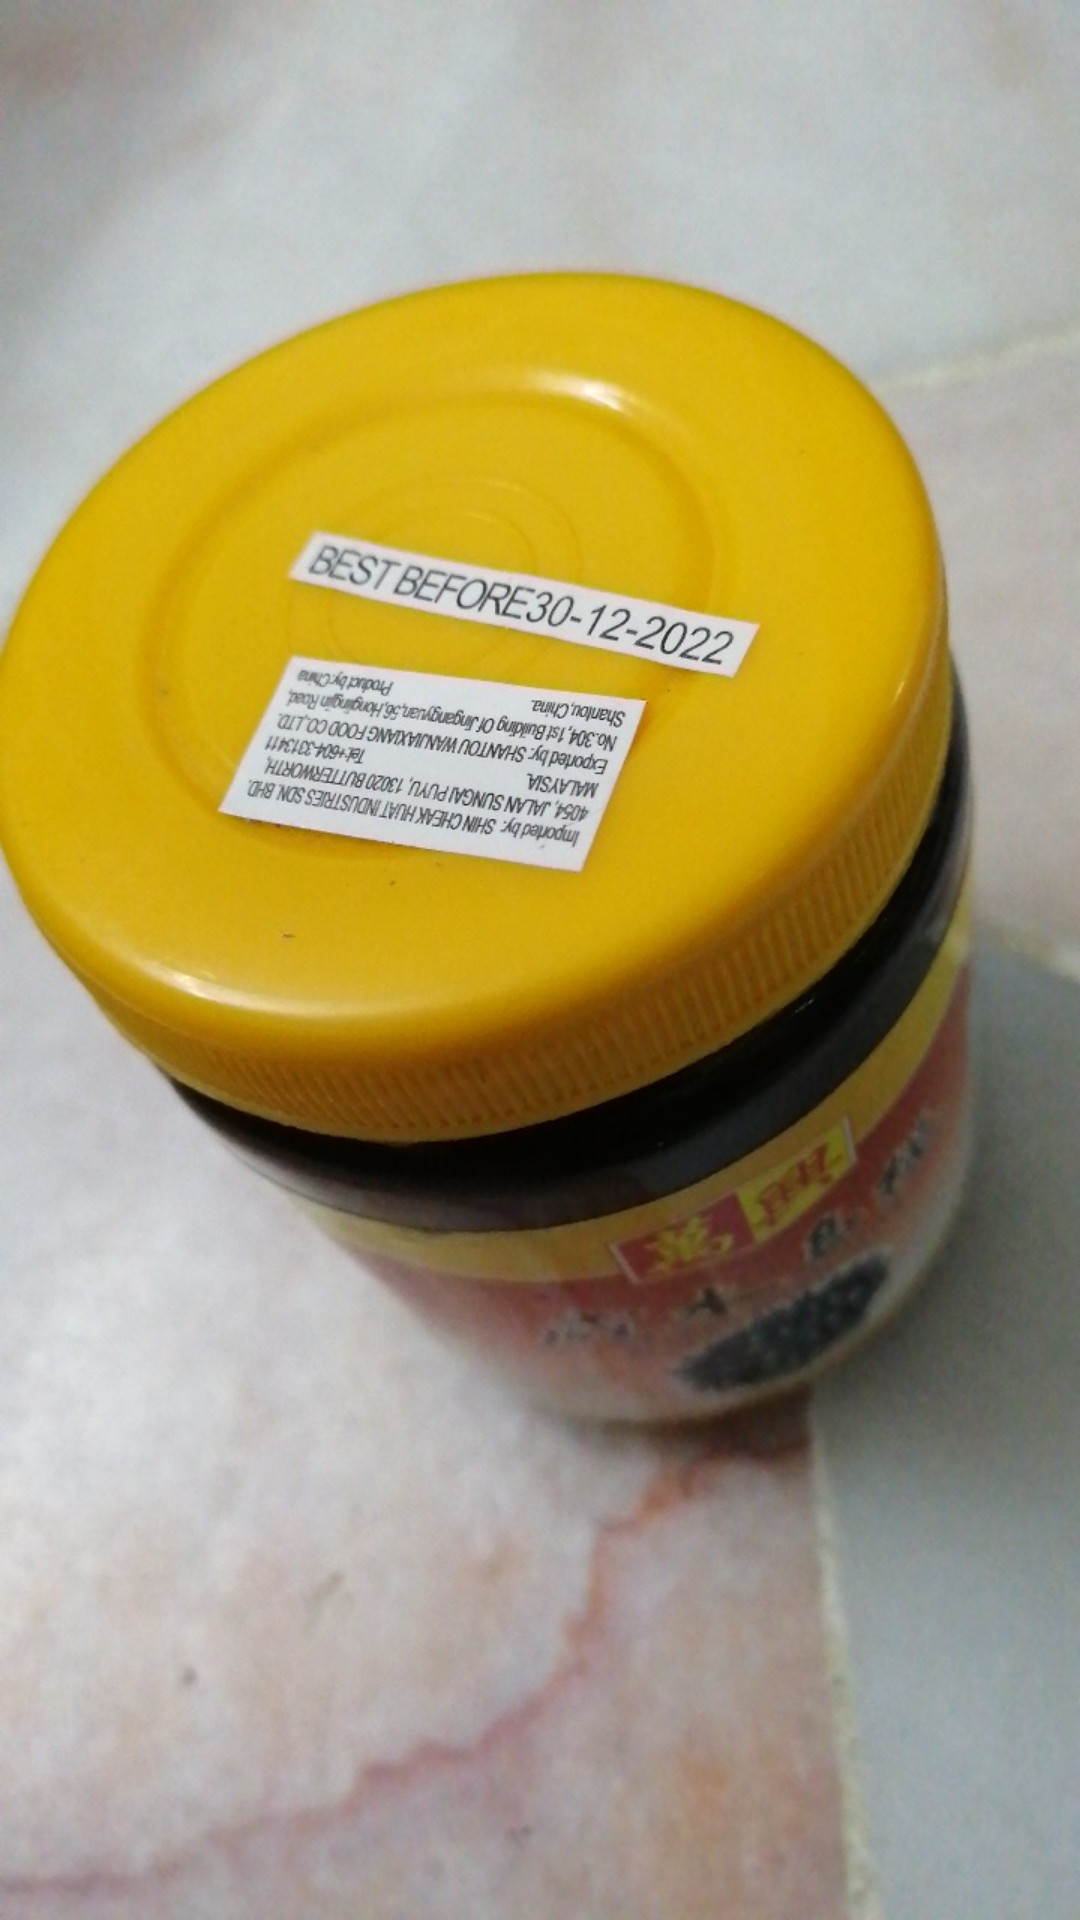 BEST BEFORE30-12-2022
Imported by: SHIN CHEAK HUAT INDUSTRIES SDN. BHD.
4054, JALAN SUNGAI PUYU, 13020 BUTTERWORTH,
MALAYSIA. Tel:+604-3313411
Exported by: SHANTOU WANJIAXIANG FOOD CO.,LTD.
No.304,1st Building Of Jingangyuan,56,Honglingjin Road,
Shantou,China. Product by:China